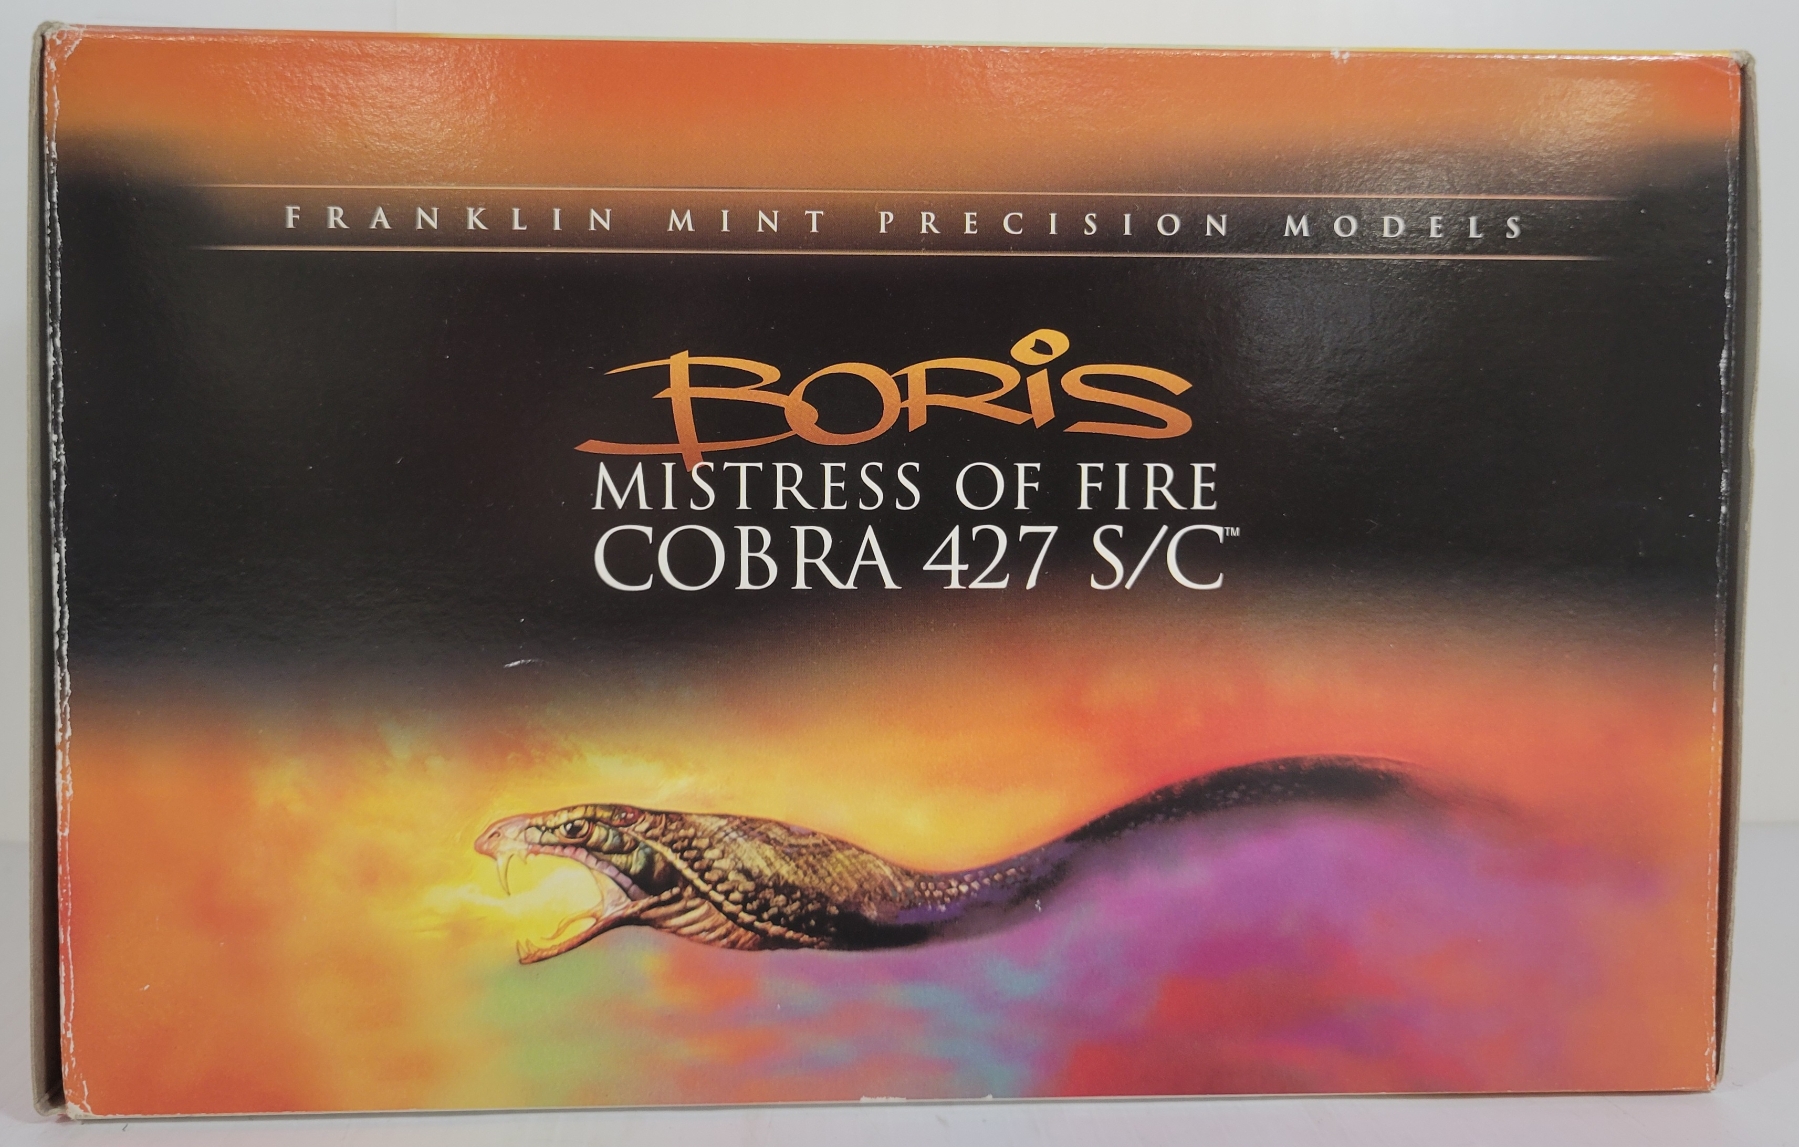 FRANKLIN MINT PRECISION MODELS
BORiS
MISTRESS OF FIRE
COBRA 427 S/C™